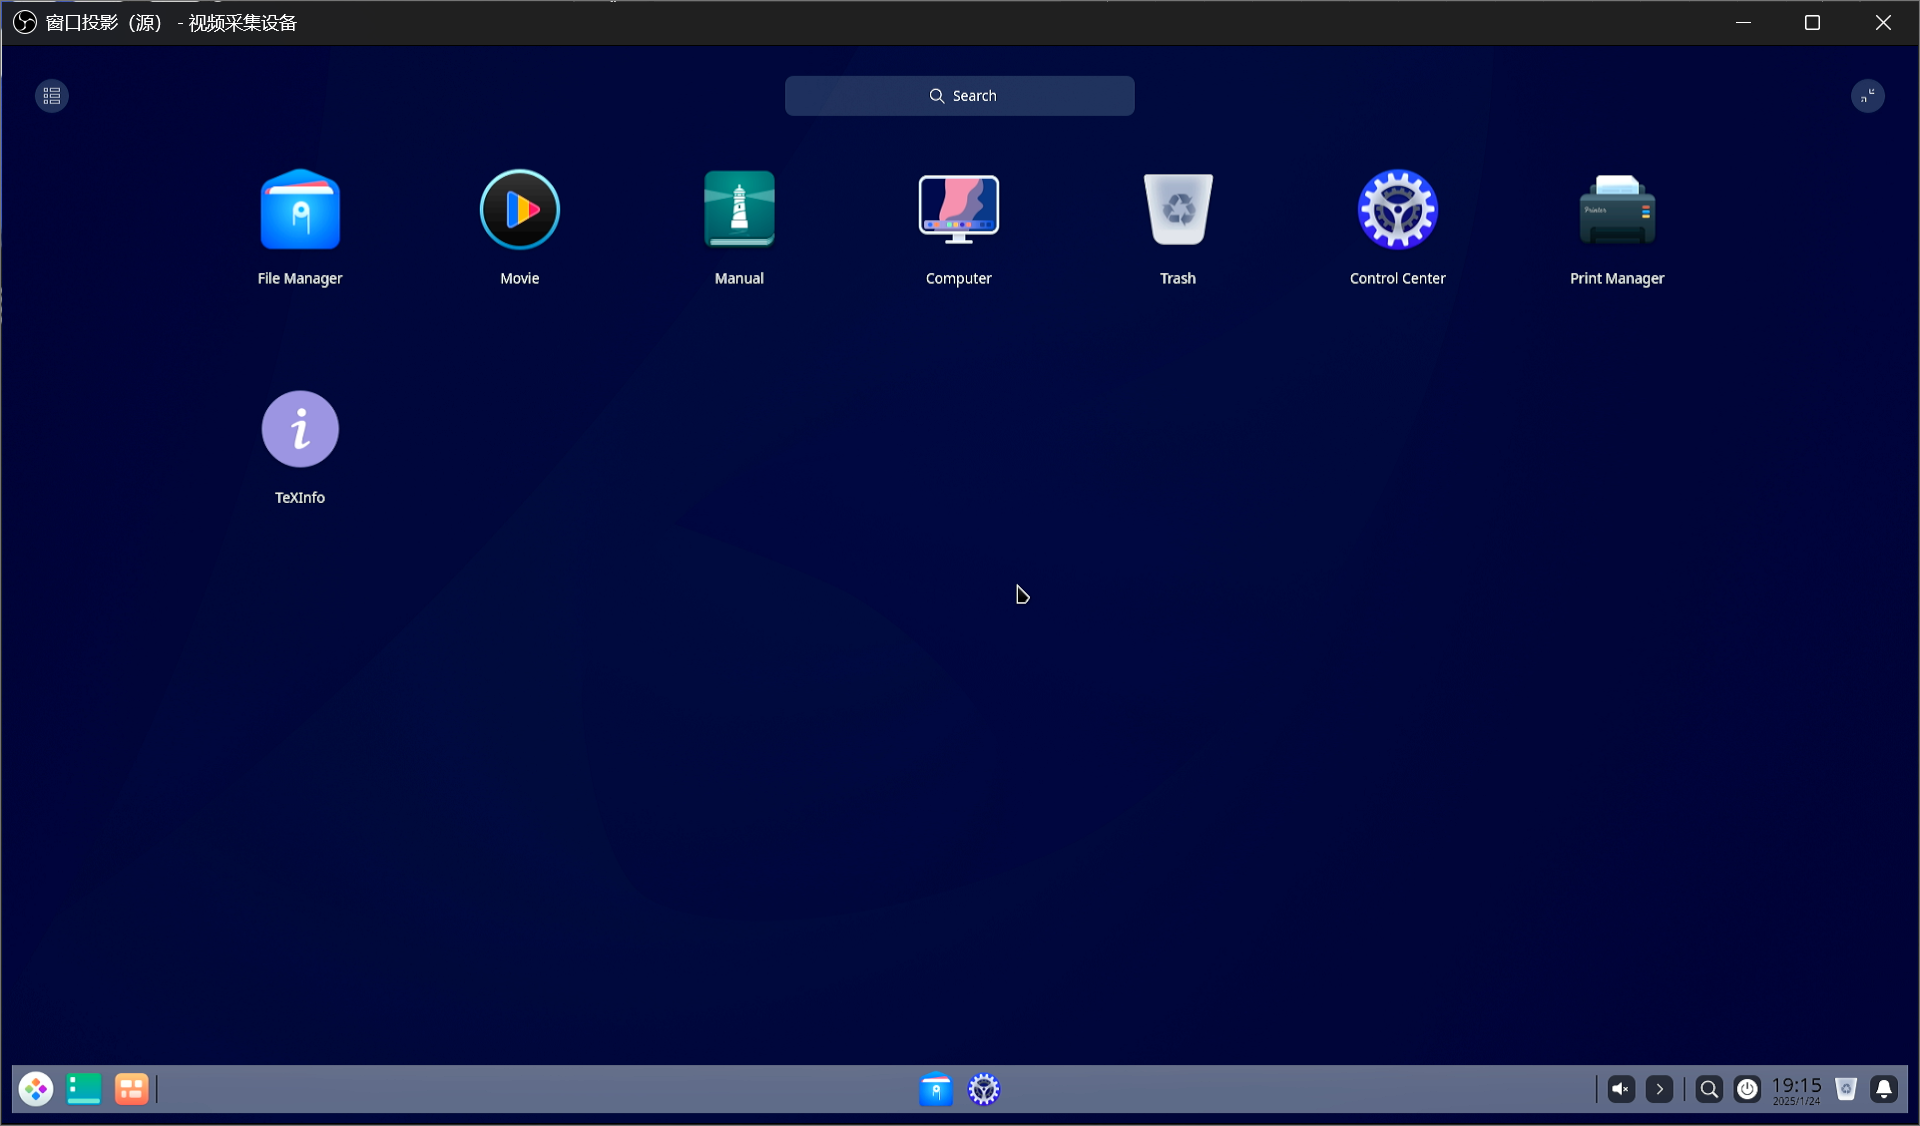 窗口投影（源） - 视频采集设备
Search
File Manager
Movie
Manual
Computer
Trash
Control Center
Printer
Print Manager
TeXInfo
19:15
2025/1/24